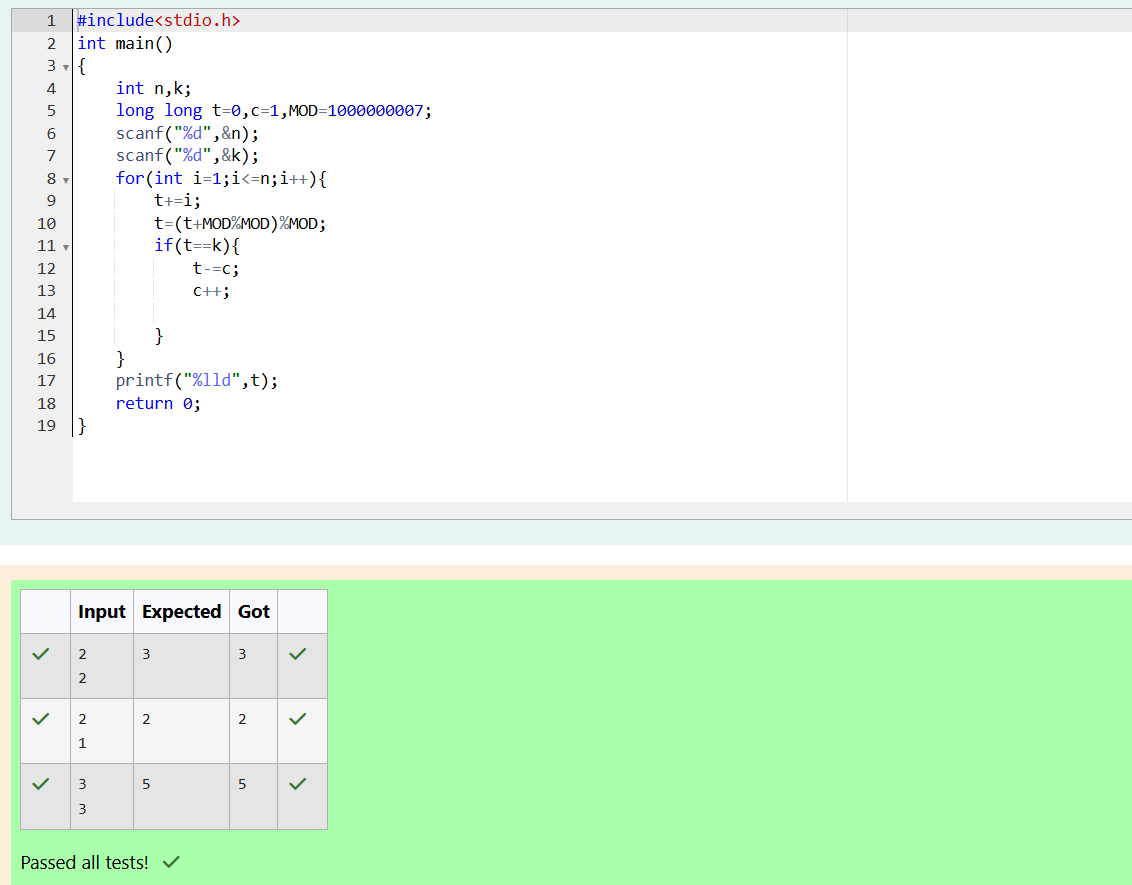 1 #include<stdio.h>
2 int main()
3 {
4     int n,k;
5     long long t=0,c=1,MOD=1000000007;
6     scanf("%d",&n);
7     scanf("%d",&k);
8     for(int i=1;i<=n;i++){
9         t+=i;
10         t=(t+MOD%MOD)%MOD;
11         if(t==k){
12             t-=c;
13             c++;
14
15         }
16     }
17     printf("%lld",t);
18     return 0;
19 }
Input Expected Got
2 3 3
2
2 2 2
1
3 5 5
3
Passed all tests!